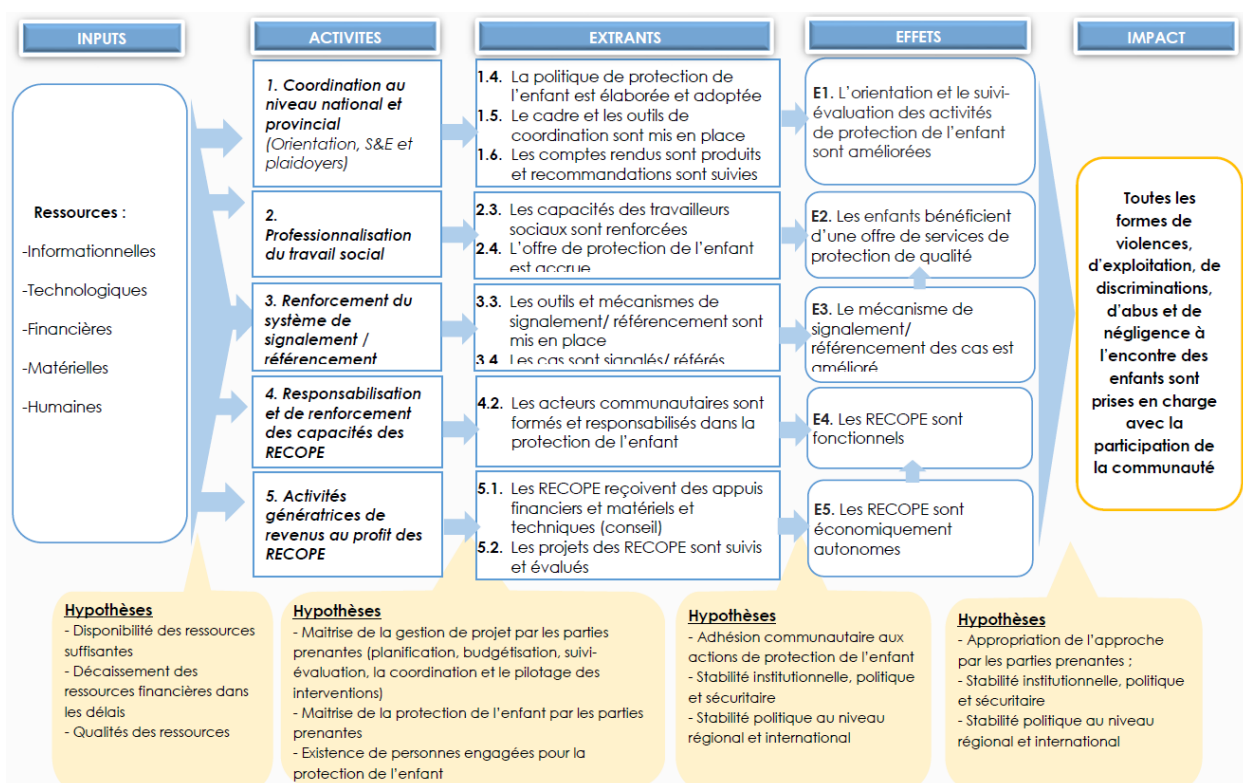 INPUTS
ACTIVITES
EXTRANTS
EFFETS
IMPACT
Ressources :
-Informationnelles
-Technologiques
-Financières
-Matérielles
-Humaines
1. Coordination au
niveau national et
provincial
(Orientation, S&E et
plaidoyers)
2.
Professionnalisation
du travail social
3. Renforcement du
système de
signalement /
référencement
4. Responsabilisation
et de renforcement
des capacités des
RECOPE
5. Activités
génératrices de
revenus au profit des
RECOPE
1.4. La politique de protection de
l’enfant est élaborée et adoptée
1.5. Le cadre et les outils de
coordination sont mis en place
1.6. Les comptes rendus sont produits
et recommandations sont suivies
2.3. Les capacités des travailleurs
sociaux sont renforcées
2.4. L’offre de protection de l’enfant
est accrue
3.3. Les outils et mécanismes de
signalement/ référencement sont
mis en place
3.4 Les cas sont signalés/ référés
4.2. Les acteurs communautaires sont
formés et responsabilisés dans la
protection de l’enfant
5.1. Les RECOPE reçoivent des appuis
financiers et matériels et
techniques (conseil)
5.2. Les projets des RECOPE sont suivis
et évalués
E1. L’orientation et le suivi-
évaluation des activités
de protection de l’enfant
sont améliorées
E2. Les enfants bénéficient
d’une offre de services de
protection de qualité
E3. Le mécanisme de
signalement/
référencement des cas est
amélioré
E4. Les RECOPE sont
fonctionnels
E5. Les RECOPE sont
économiquement
autonomes
Toutes les
formes de
violences,
d’exploitation, de
discriminations,
d’abus et de
négligence à
l’encontre des
enfants sont
prises en charge
avec la
participation de
la communauté
Hypothèses
- Disponibilité des ressources
suffisantes
- Décaissement des
ressources financières dans
les délais
- Qualités des ressources
Hypothèses
- Maitrise de la gestion de projet par les parties
prenantes (planification, budgétisation, suivi-
évaluation, la coordination et le pilotage des
interventions)
- Maitrise de la protection de l’enfant par les parties
prenantes
- Existence de personnes engagées pour la
protection de l’enfant
Hypothèses
- Adhésion communautaire aux
actions de protection de l’enfant
- Stabilité institutionnelle, politique
et sécuritaire
- Stabilité politique au niveau
régional et international
Hypothèses
- Appropriation de l’approche
par les parties prenantes ;
- Stabilité institutionnelle, politique
et sécuritaire
- Stabilité politique au niveau
régional et international